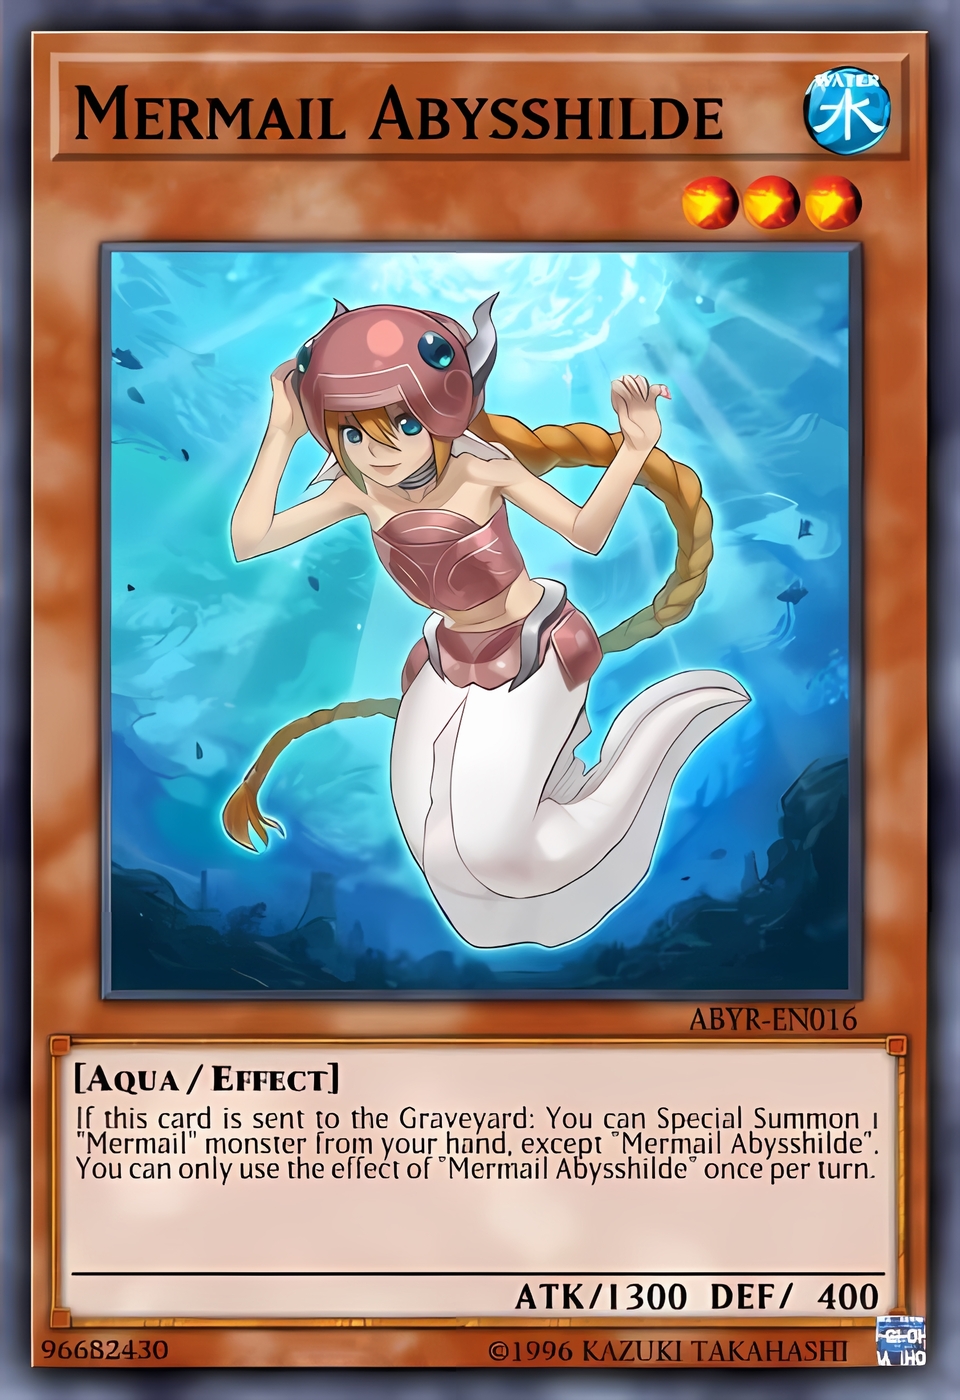 MERMAIL ABYSSHILDE
WATER
水
ABYR-EN016
[AQUA / EFFECT]
If this card is sent to the Graveyard: You can Special Summon 1
"Mermail" monster from your hand, except "Mermail Abysshilde".
You can only use the effect of "Mermail Abysshilde" once per turn.
ATK/1300 DEF/ 400
96682430
©1996 KAZUKI TAKAHASHI